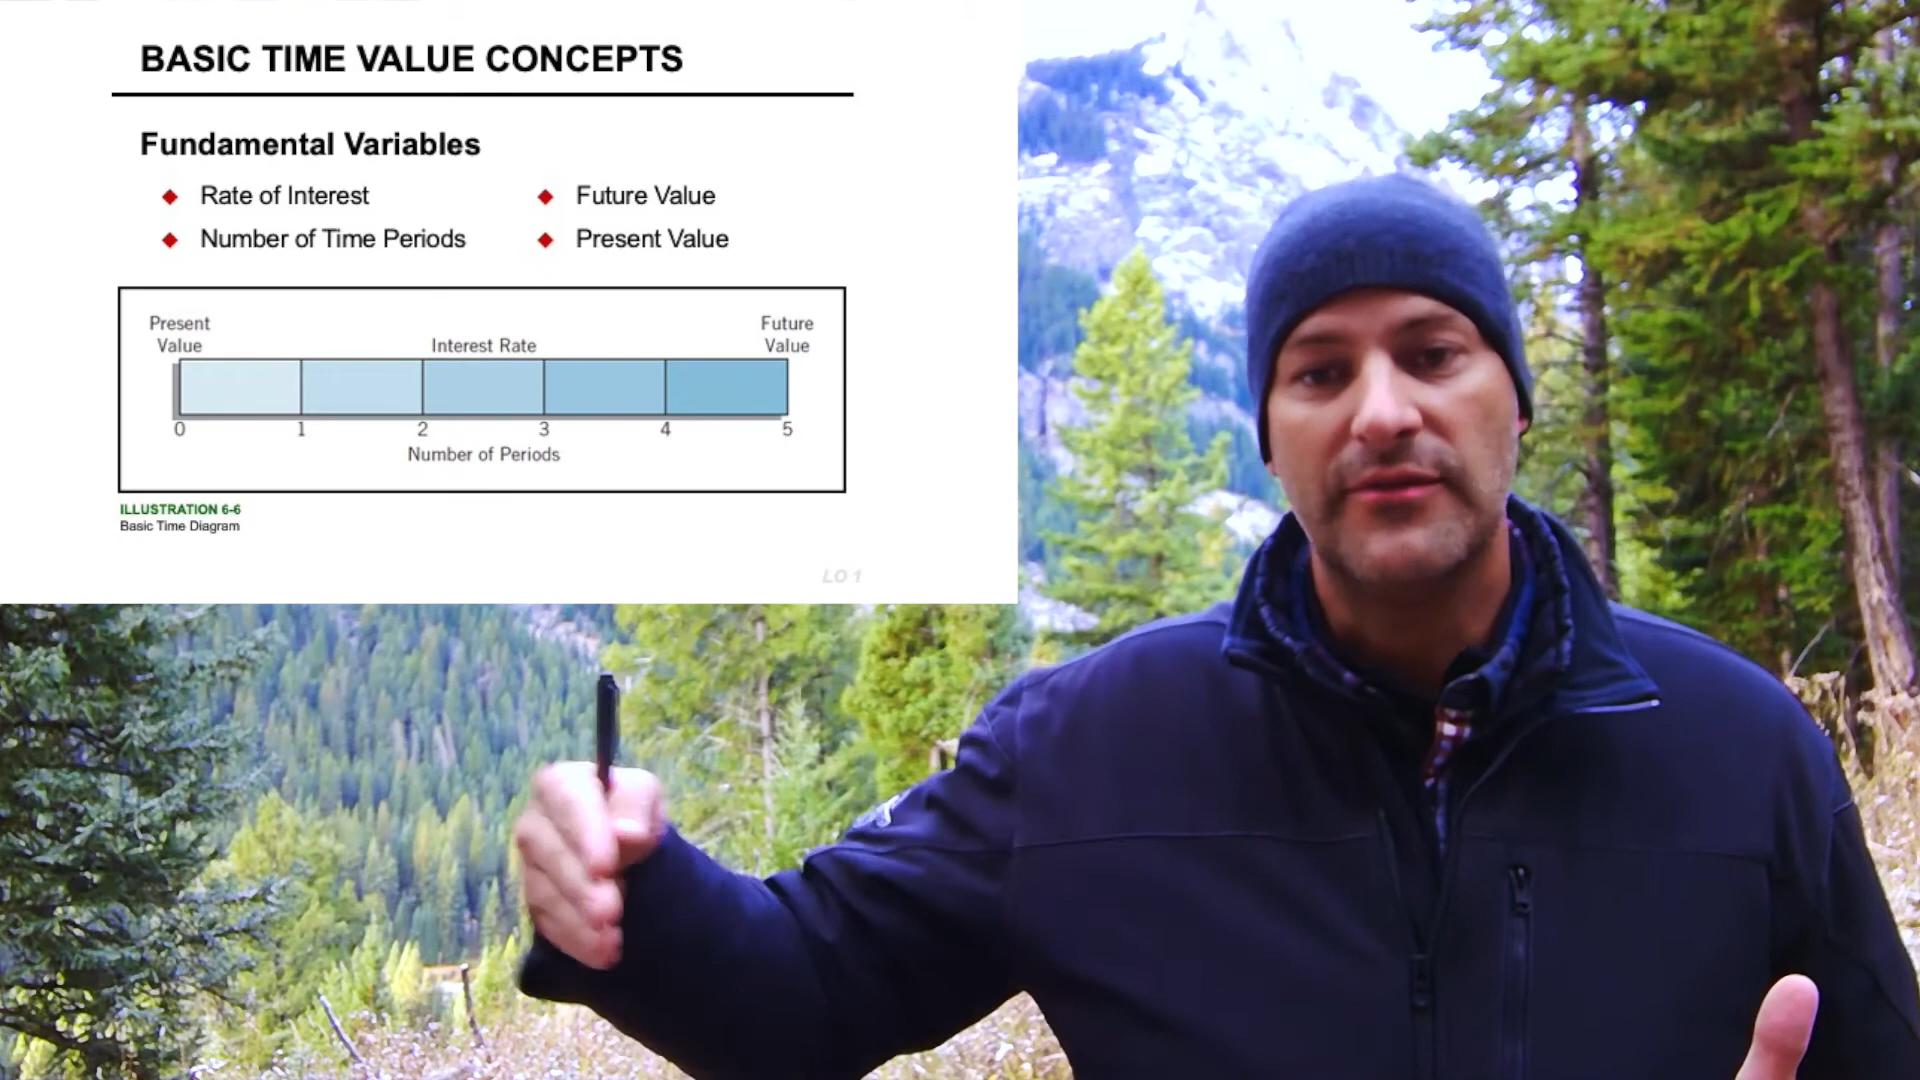 BASIC TIME VALUE CONCEPTS
Fundamental Variables
Rate of Interest
Number of Time Periods
Future Value
Present Value
Present
Value
Interest Rate
Future
Value
0 1 2 3 4 5
Number of Periods
ILLUSTRATION 6-6
Basic Time Diagram
LO 1